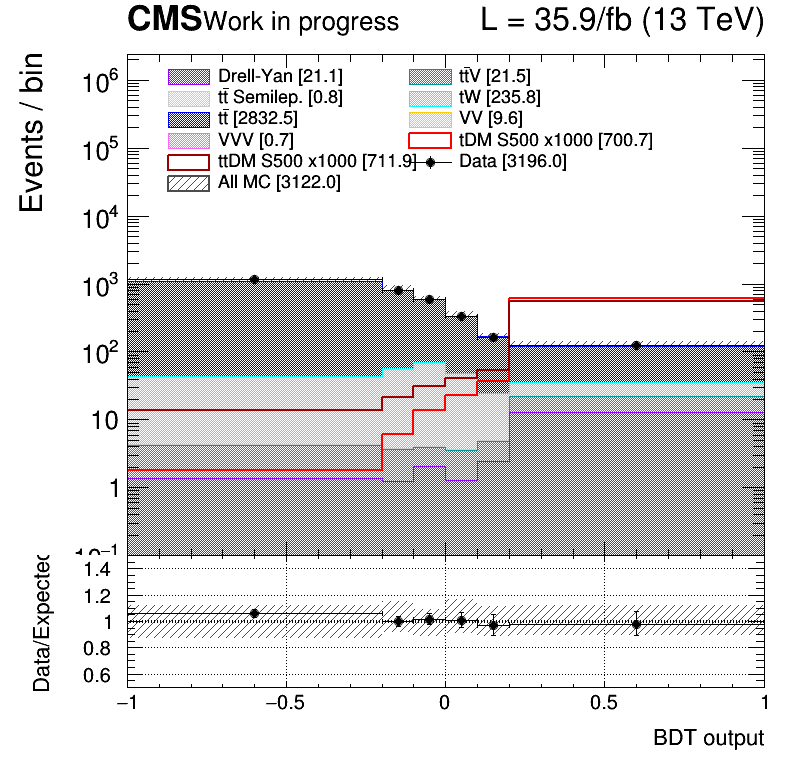 CMS Work in progress L = 35.9/fb (13 TeV)
Events / bin
Drell-Yan [21.1] tt̄V [21.5]
tt̄ Semilep. [0.8] tW [235.8]
tt̄ [2832.5] VV [9.6]
VVV [0.7] tDM S500 x1000 [700.7]
ttDM S500 x1000 [711.9] Data [3196.0]
All MC [3122.0]
10⁶
10⁵
10⁴
10³
10²
10
1
10⁻¹
Data/Expected
1.4
1.2
1
0.8
0.6
−1 −0.5 0 0.5 1
BDT output